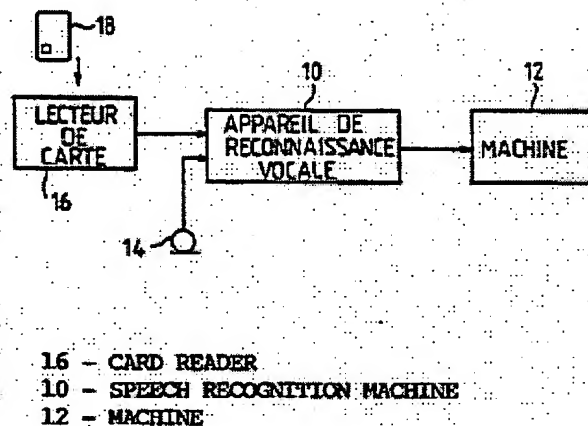 18
LECTEUR
DE
CARTE
16
10
APPAREIL DE
RECONNAISSANCE
VOCALE
12
MACHINE
14
16 - CARD READER
10 - SPEECH RECOGNITION MACHINE
12 - MACHINE